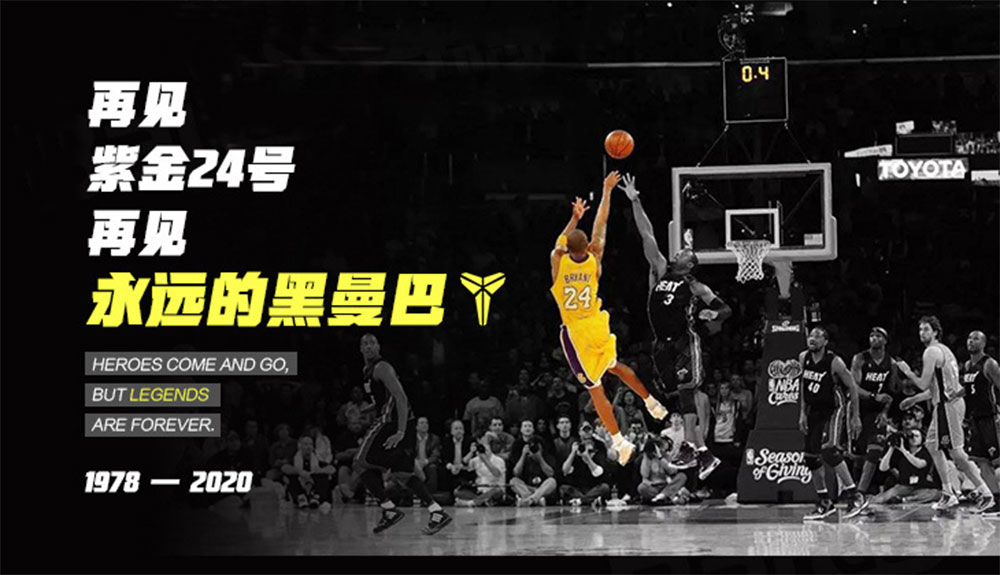 再见
紫金24号
再见
永远的黑曼巴
HEROES COME AND GO,
BUT LEGENDS
ARE FOREVER.
1978 — 2020
0.4
TOYOTA
BRYANT
24
HEAT
3
SPALDING
NBA
Cares
Season
of Giving
HEAT
40
HEAT
HEAT
5